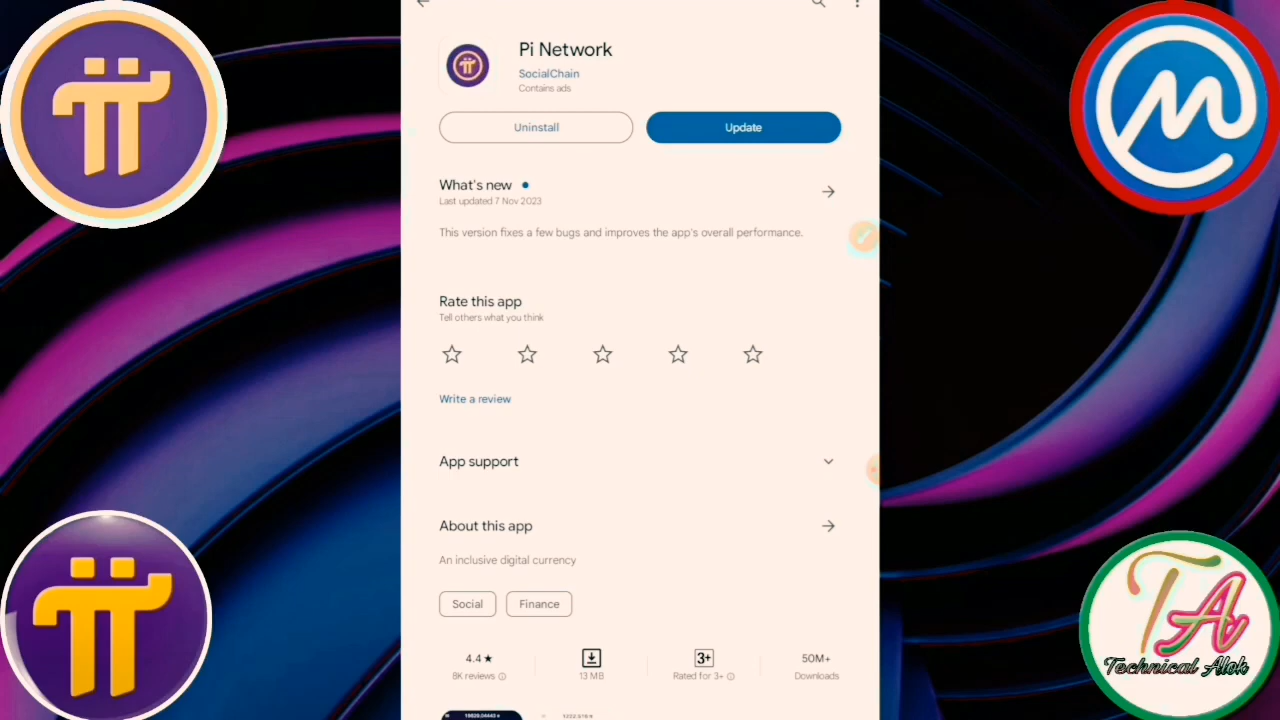 Pi Network
SocialChain
Contains ads
Uninstall
Update
What's new
Last updated 7 Nov 2023
This version fixes a few bugs and improves the app's overall performance.
Rate this app
Tell others what you think
Write a review
App support
About this app
An inclusive digital currency
Social
Finance
4.4★
8K reviews
13 MB
3+
Rated for 3+
50M+
Downloads
TA
Technical Alok